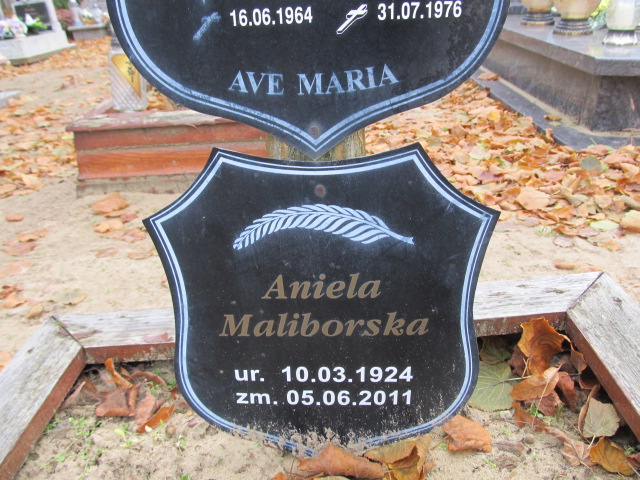 16.06.1964 31.07.1976
AVE MARIA
Aniela
Maliborska
ur. 10.03.1924
zm. 05.06.2011